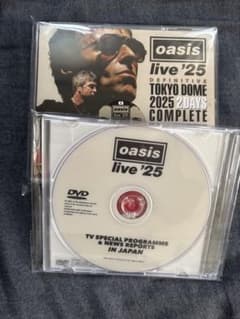 oasis
live '25
DEFINITIVE
TOKYO DOME
2025 2DAYS
COMPLETE
oasis
live '25
DVD
TV SPECIAL PROGRAMME
& NEWS REPORTS
IN JAPAN